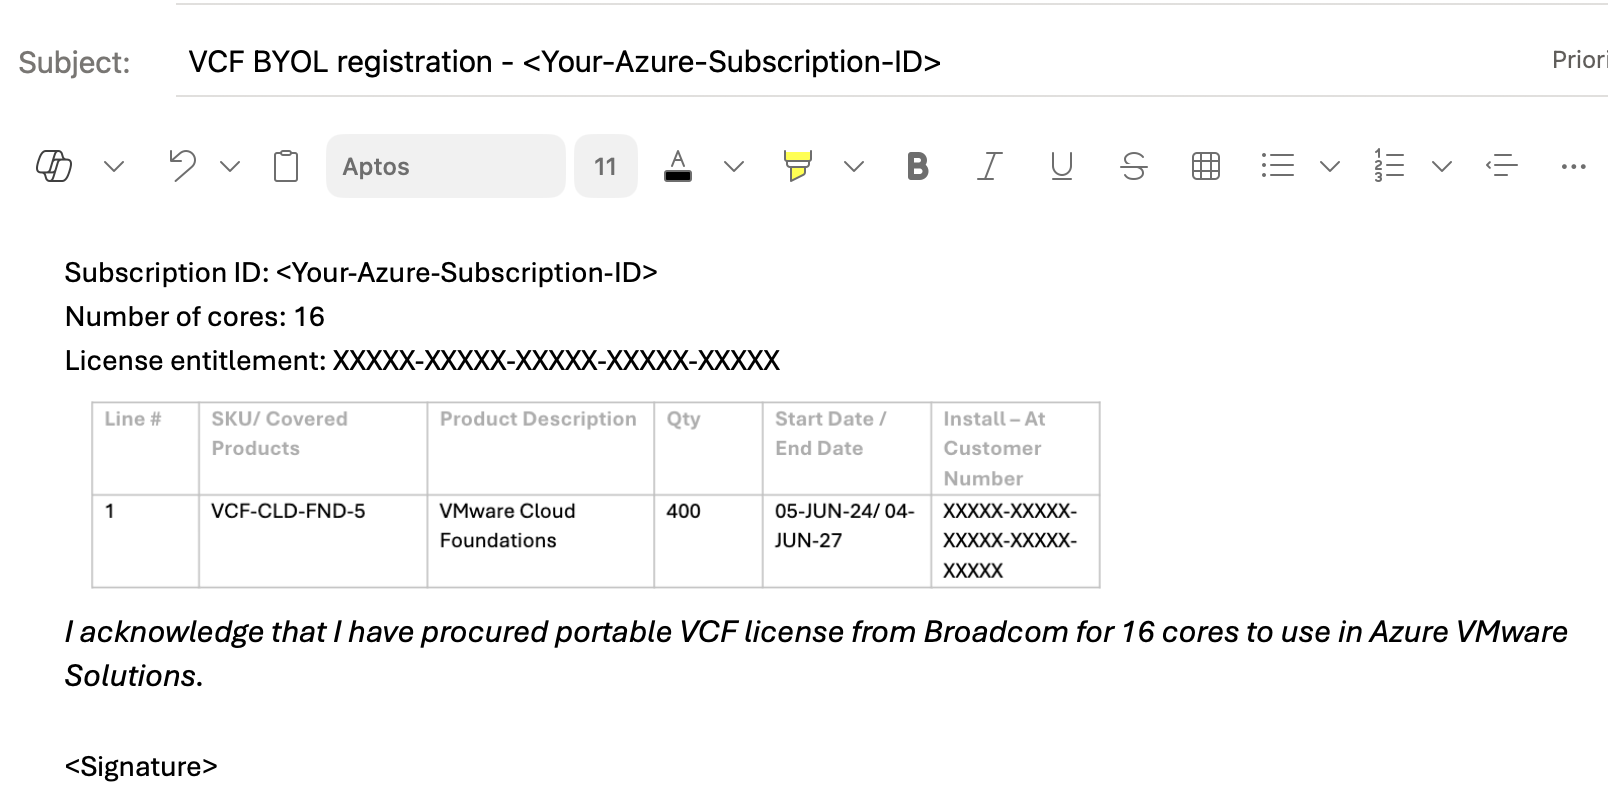 Subject: VCF BYOL registration - <Your-Azure-Subscription-ID> Priori
Aptos 11 A B I U S 1 2 3
Subscription ID: <Your-Azure-Subscription-ID>
Number of cores: 16
License entitlement: XXXXX-XXXXX-XXXXX-XXXXX-XXXXX
Line # SKU/ Covered Product Description Qty Start Date / Install – At
Products End Date Customer
Number
1 VCF-CLD-FND-5 VMware Cloud 400 05-JUN-24/ 04- XXXXX-XXXXX-
Foundations JUN-27 XXXXX-XXXXX-
XXXXX
I acknowledge that I have procured portable VCF license from Broadcom for 16 cores to use in Azure VMware
Solutions.
<Signature>